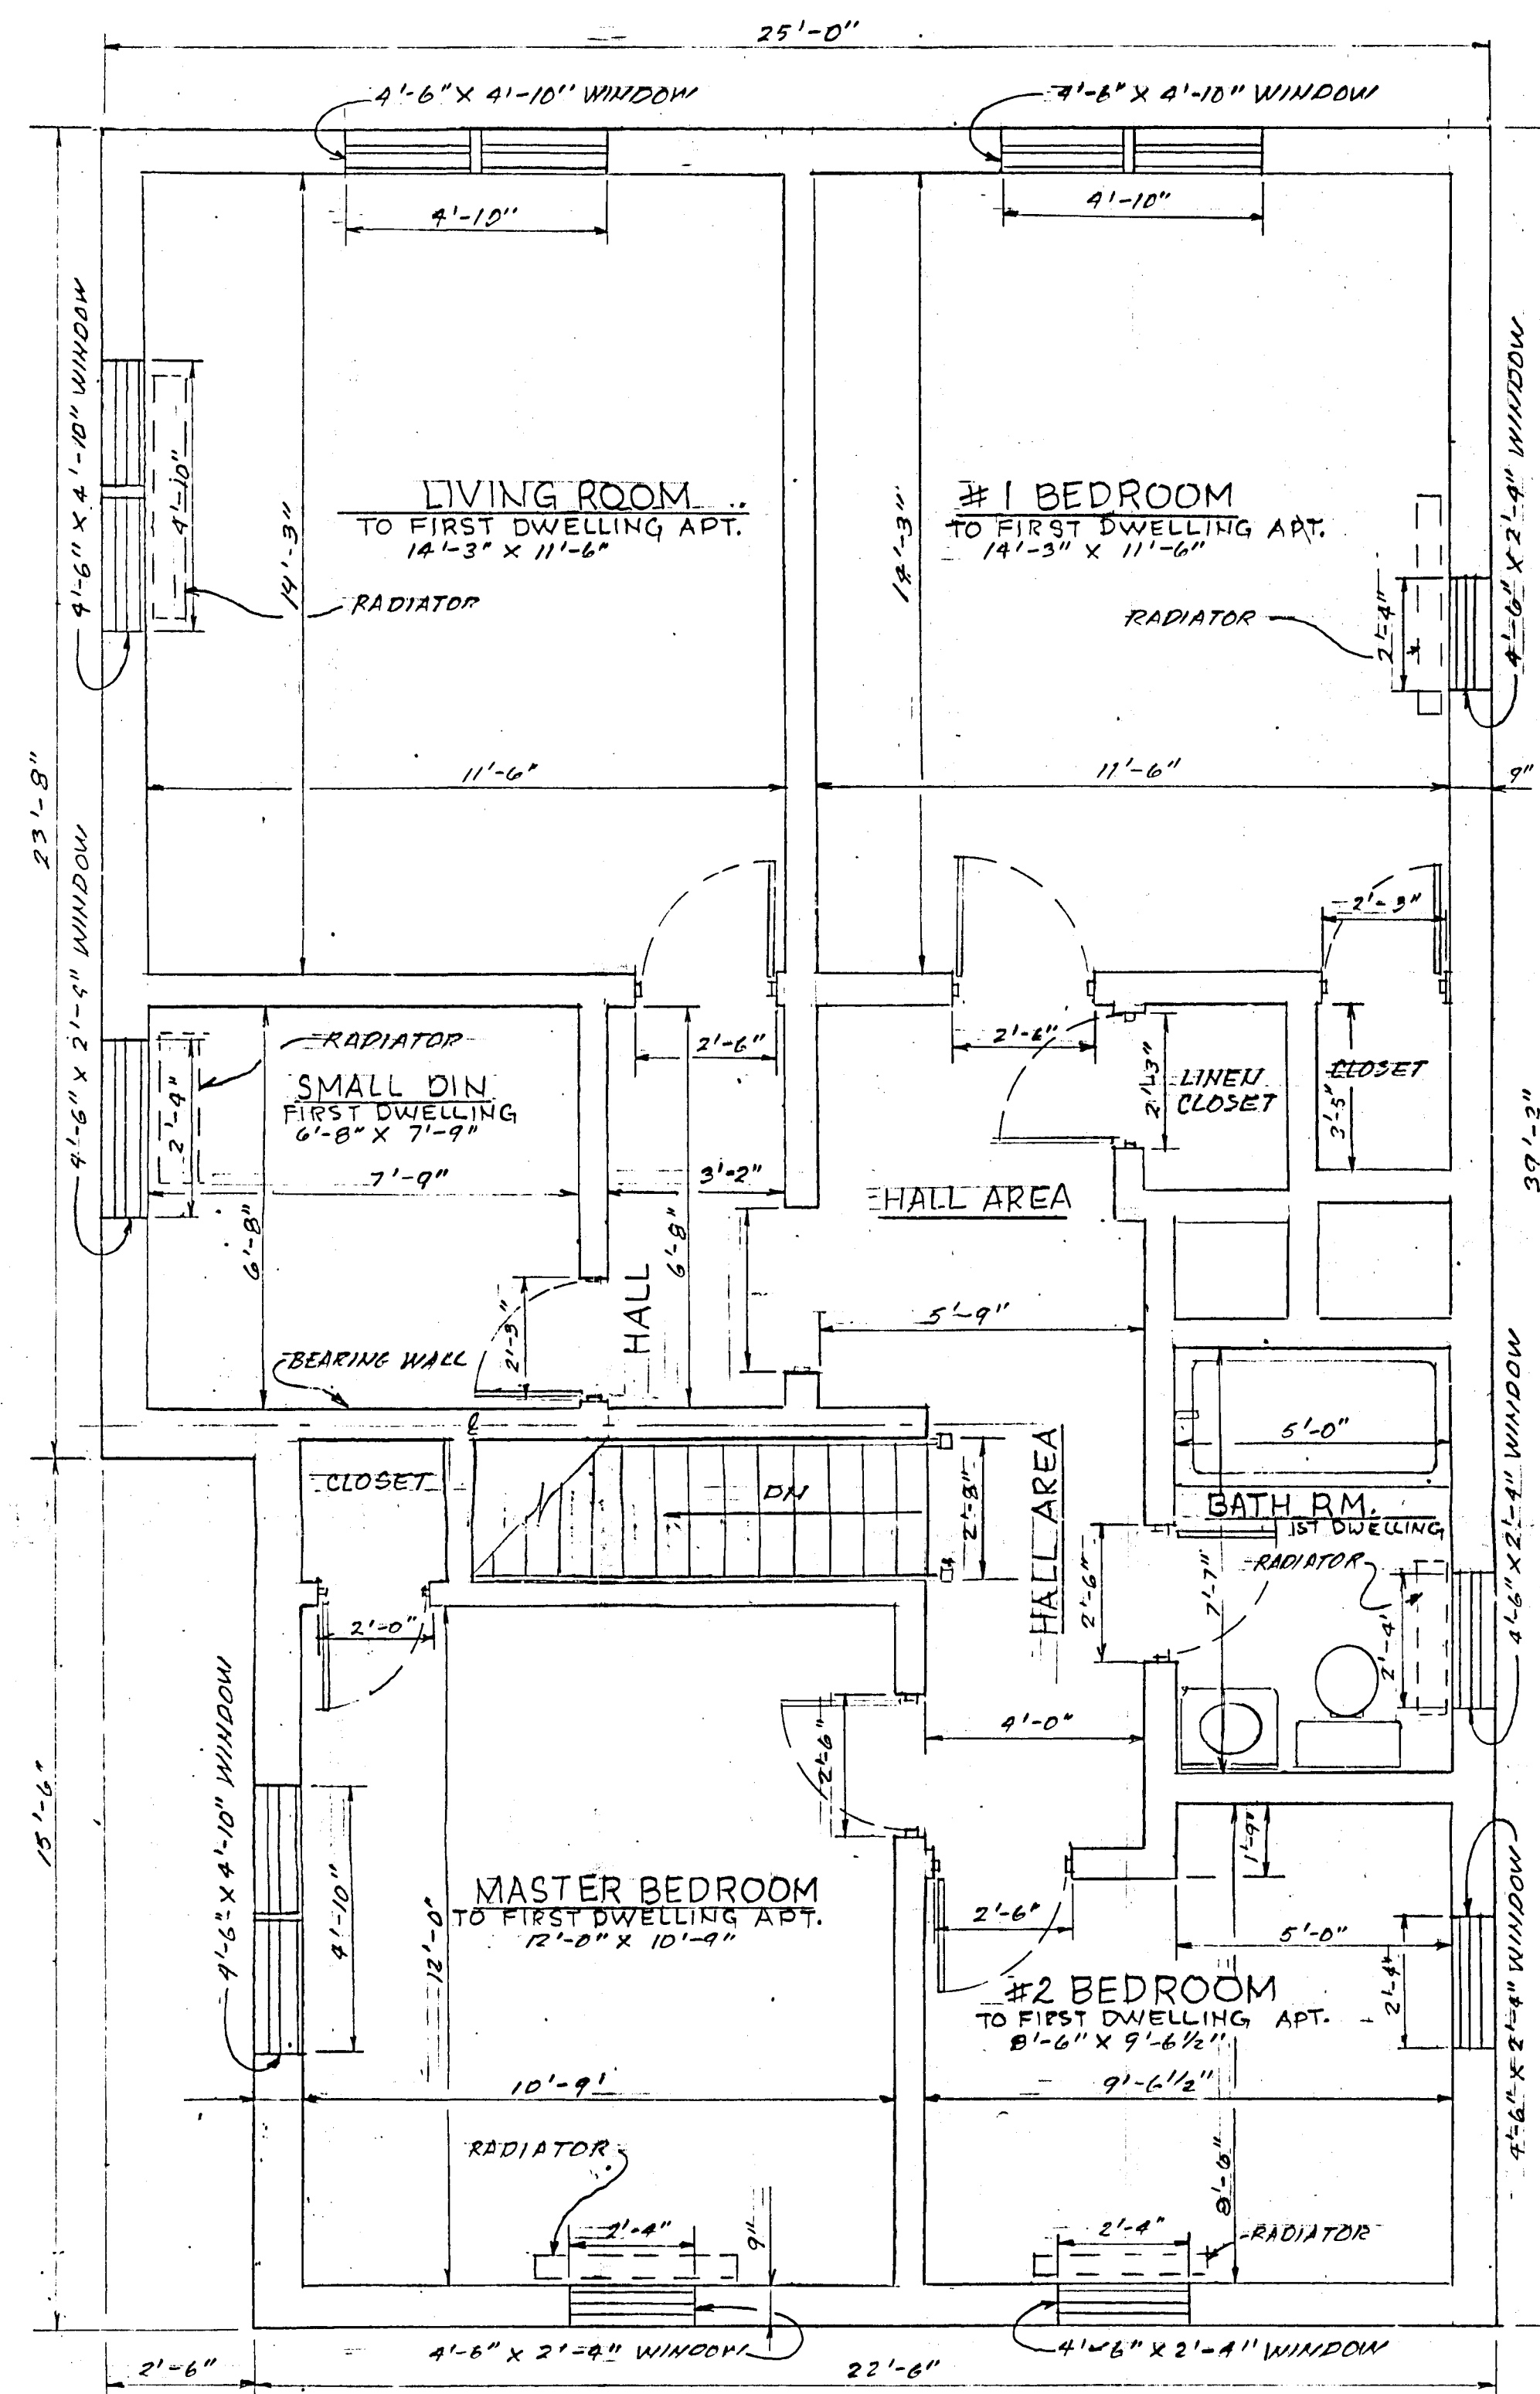 25'-0"
4'-6" X 4'-10" WINDOW
4'-6" X 4'-10" WINDOW
4'-10"
4'-10"
4'-6" X 4'-10" WINDOW
4'-10"
14'-3"
LIVING ROOM
TO FIRST DWELLING APT.
14'-3" X 11'-6"
RADIATOR
#1 BEDROOM
TO FIRST DWELLING APT.
14'-3" X 11'-6"
14'-3"
RADIATOR
2'-4"
4'-6" X 2'-4" WINDOW
11'-6"
11'-6"
9"
23'-8"
4'-6" X 2'-4" WINDOW
2'-3"
RADIATOR
2'-4"
SMALL DIN
FIRST DWELLING
6'-8" X 7'-9"
7'-9"
6'-8"
2'-6"
3'-2"
6'-8"
HALL
2'-3"
BEARING WALL
2'-6"
2'-3"
LINEN
CLOSET
CLOSET
3'-5"
39'-2"
HALL AREA
5'-9"
5'-0"
BATH RM.
1ST DWELLING
RADIATOR
2'-4"
7'-7"
4'-6" X 2'-4" WINDOW
CLOSET
DN
2'-8"
HALL AREA
2'-6"
2'-0"
4'-0"
2'-6"
15'-6"
4'-6" X 4'-10" WINDOW
4'-10"
12'-0"
MASTER BEDROOM
TO FIRST DWELLING APT.
12'-0" X 10'-9"
10'-9'
1'-9"
2'-6"
5'-0"
2'-4"
#2 BEDROOM
TO FIRST DWELLING APT.
8'-6" X 9'-6 1/2"
9'-6 1/2"
8'-6"
4'-6" X 2'-4" WINDOW
RADIATOR
2'-4"
9"
2'-4"
RADIATOR
4'-6" X 2'-4" WINDOW
4'-6" X 2'-4" WINDOW
2'-6"
22'-6"